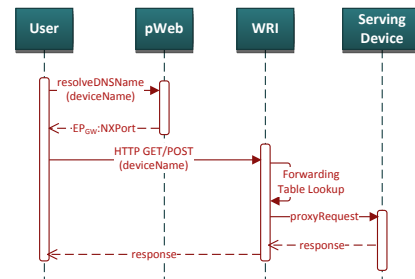 User
pWeb
WRI
Serving
Device
resolveDNSName
(deviceName)
EPGW:NXPort
HTTP GET/POST
(deviceName)
Forwarding
Table Lookup
proxyRequest
response
response